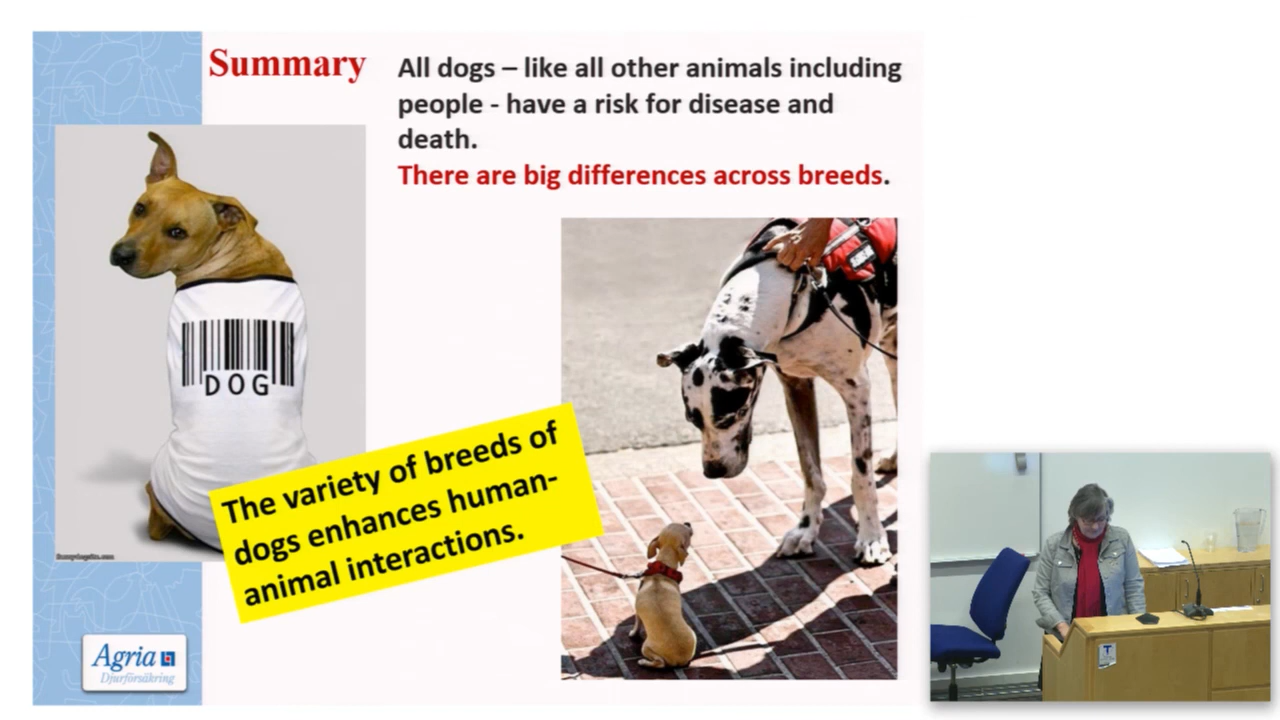 Summary
All dogs – like all other animals including
people - have a risk for disease and
death.
There are big differences across breeds.
DOG
The variety of breeds of
dogs enhances human-
animal interactions.
Agria
Djurförsäkring